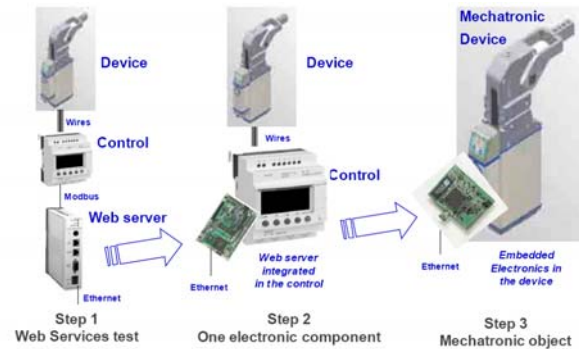 Device
Wires
Control
Modbus
Web server
Ethernet
Step 1
Web Services test
Device
Wires
Control
Web server
integrated
in the control
Ethernet
Step 2
One electronic component
Mechatronic
Device
Ethernet
Embedded
Electronics in
the device
Step 3
Mechatronic object